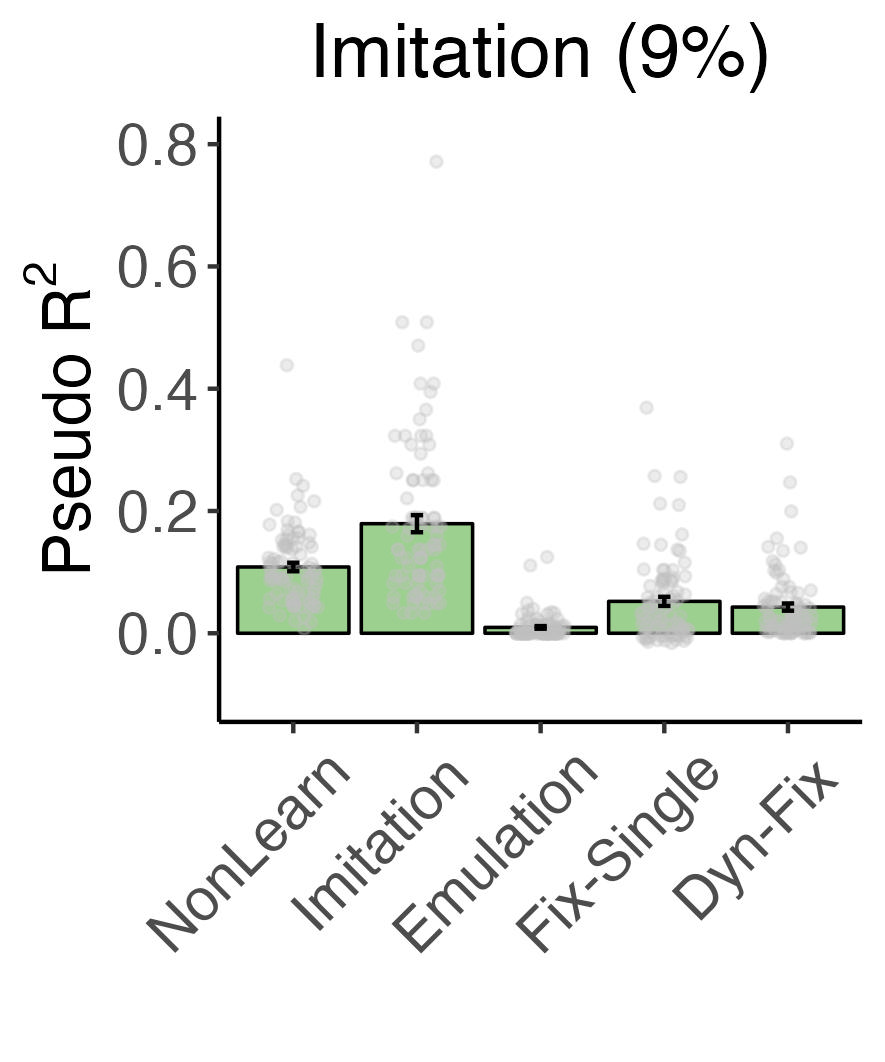 Imitation (9%)
Pseudo R²
0.8
0.6
0.4
0.2
0.0
NonLearn
Imitation
Emulation
Fix-Single
Dyn-Fix